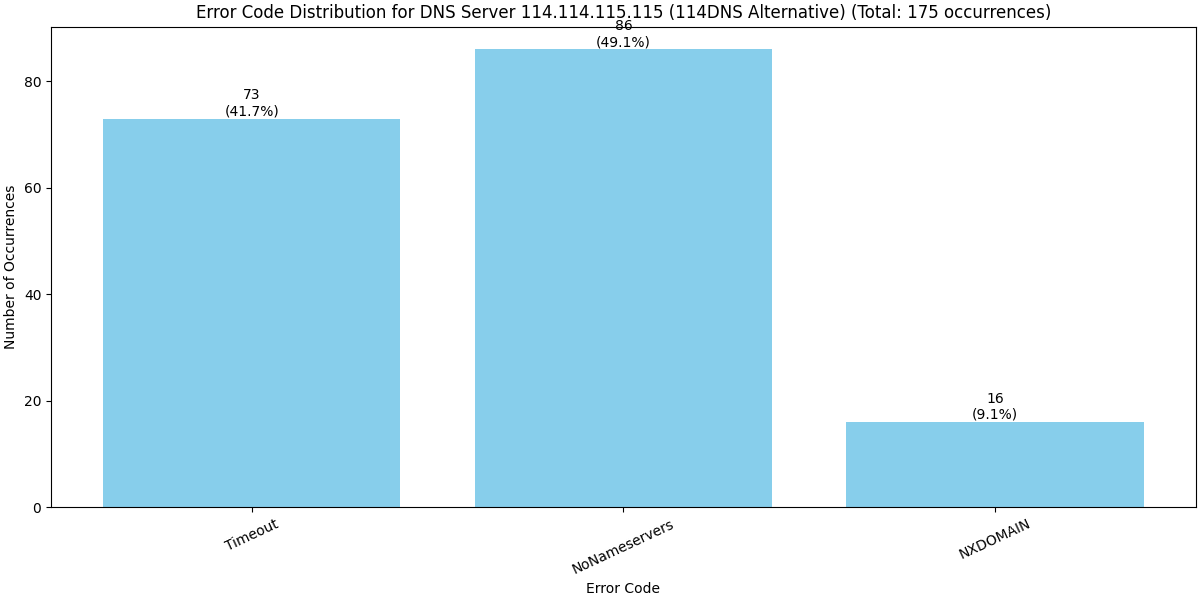 Error Code Distribution for DNS Server 114.114.115.115 (114DNS Alternative) (Total: 175 occurrences)
86
(49.1%)
73
(41.7%)
16
(9.1%)
80
60
40
20
0
Number of Occurrences
Timeout
NoNameservers
NXDOMAIN
Error Code